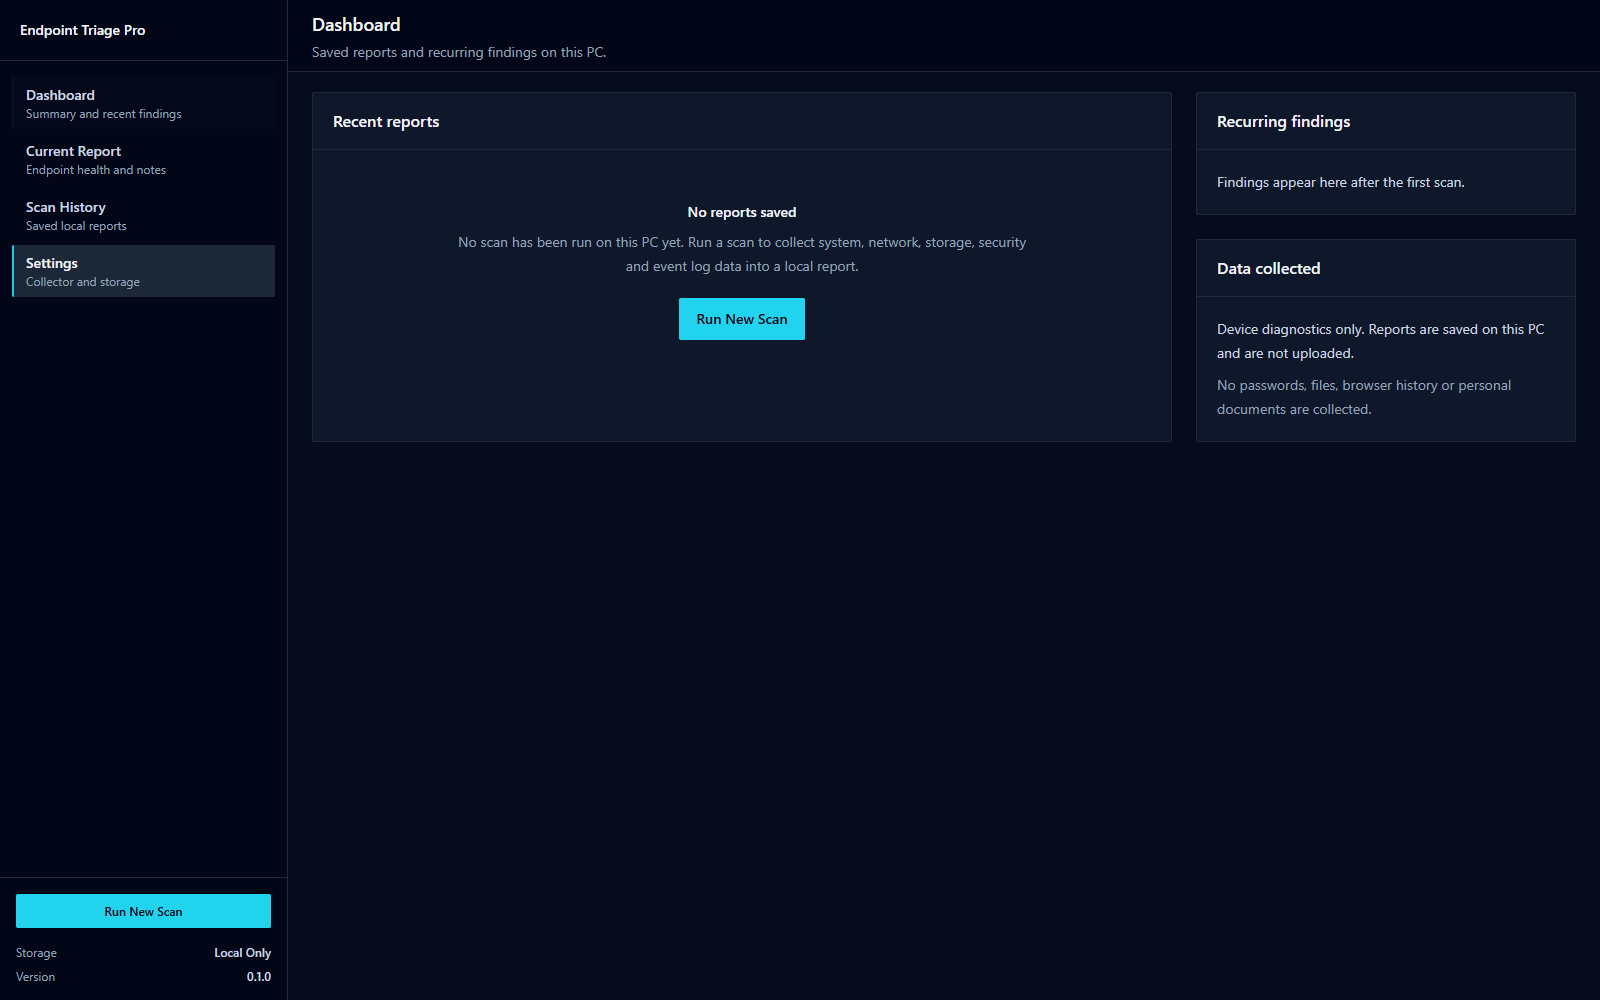 Endpoint Triage Pro
Dashboard
Summary and recent findings
Current Report
Endpoint health and notes
Scan History
Saved local reports
Settings
Collector and storage
Run New Scan
Storage Local Only
Version 0.1.0
Dashboard
Saved reports and recurring findings on this PC.
Recent reports
No reports saved
No scan has been run on this PC yet. Run a scan to collect system, network, storage, security
and event log data into a local report.
Run New Scan
Recurring findings
Findings appear here after the first scan.
Data collected
Device diagnostics only. Reports are saved on this PC
and are not uploaded.
No passwords, files, browser history or personal
documents are collected.